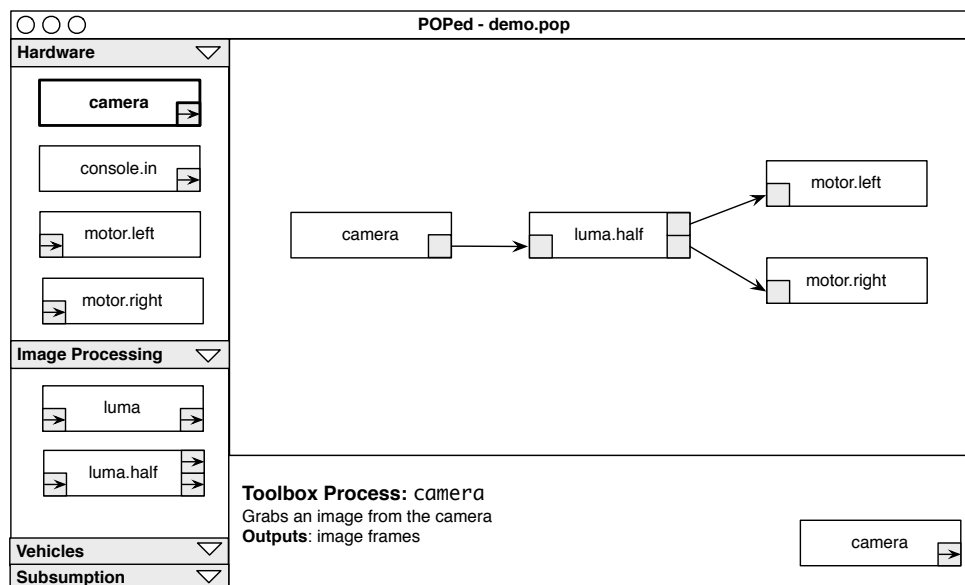 POPed - demo.pop
Hardware
camera
console.in
motor.left
motor.right
Image Processing
luma
luma.half
Vehicles
Subsumption
camera
luma.half
motor.left
motor.right
Toolbox Process: camera
Grabs an image from the camera
Outputs: image frames
camera